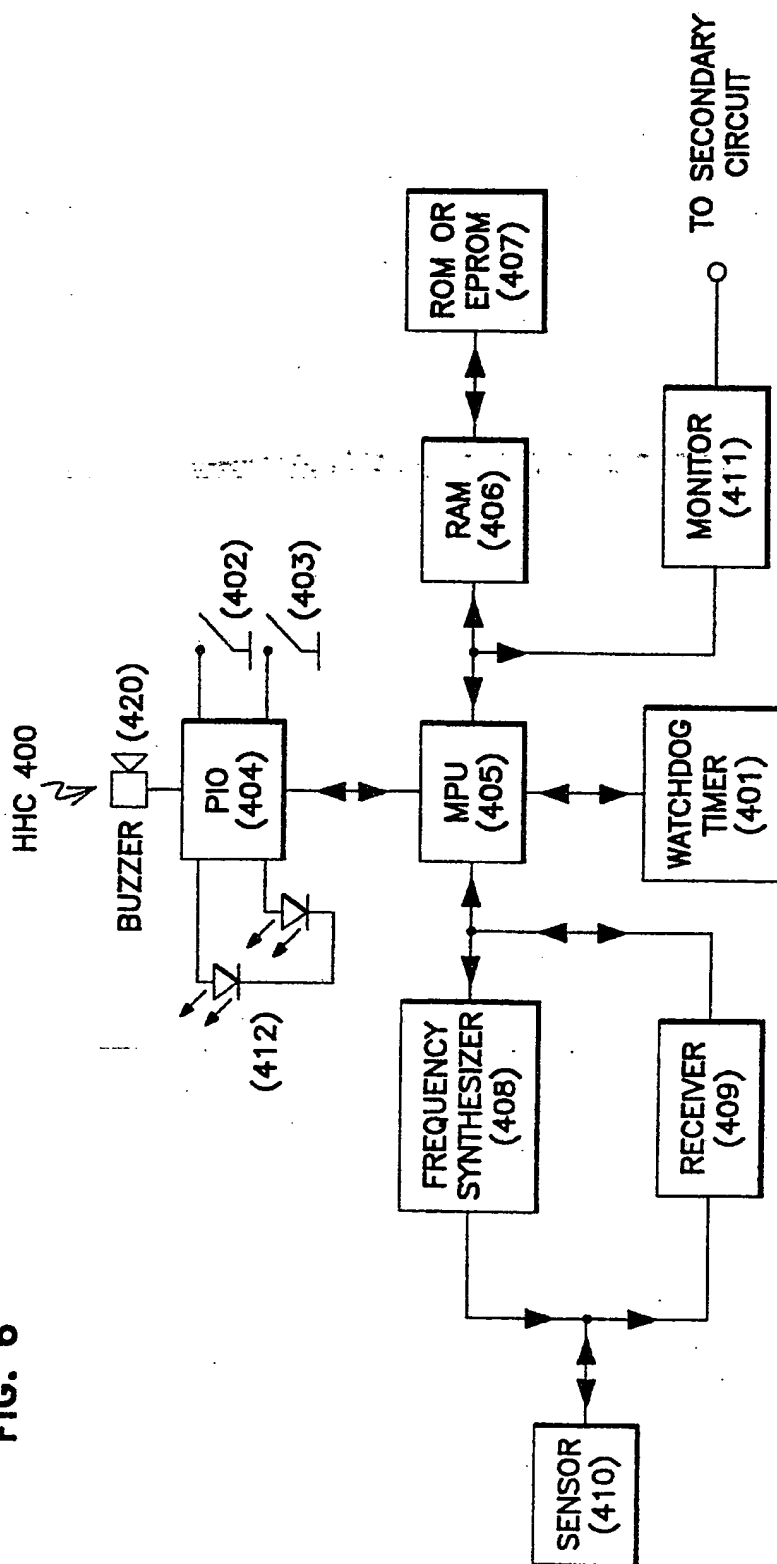 FIG.
HHC 400
BUZZER (420)
(402)
(403)
PIO
(404)
(412)
FREQUENCY
SYNTHESIZER
(408)
MPU
(405)
RAM
(406)
ROM OR
EPROM
(407)
SENSOR
(410)
RECEIVER
(409)
WATCHDOG
TIMER
(401)
MONITOR
(411)
TO SECONDARY
CIRCUIT